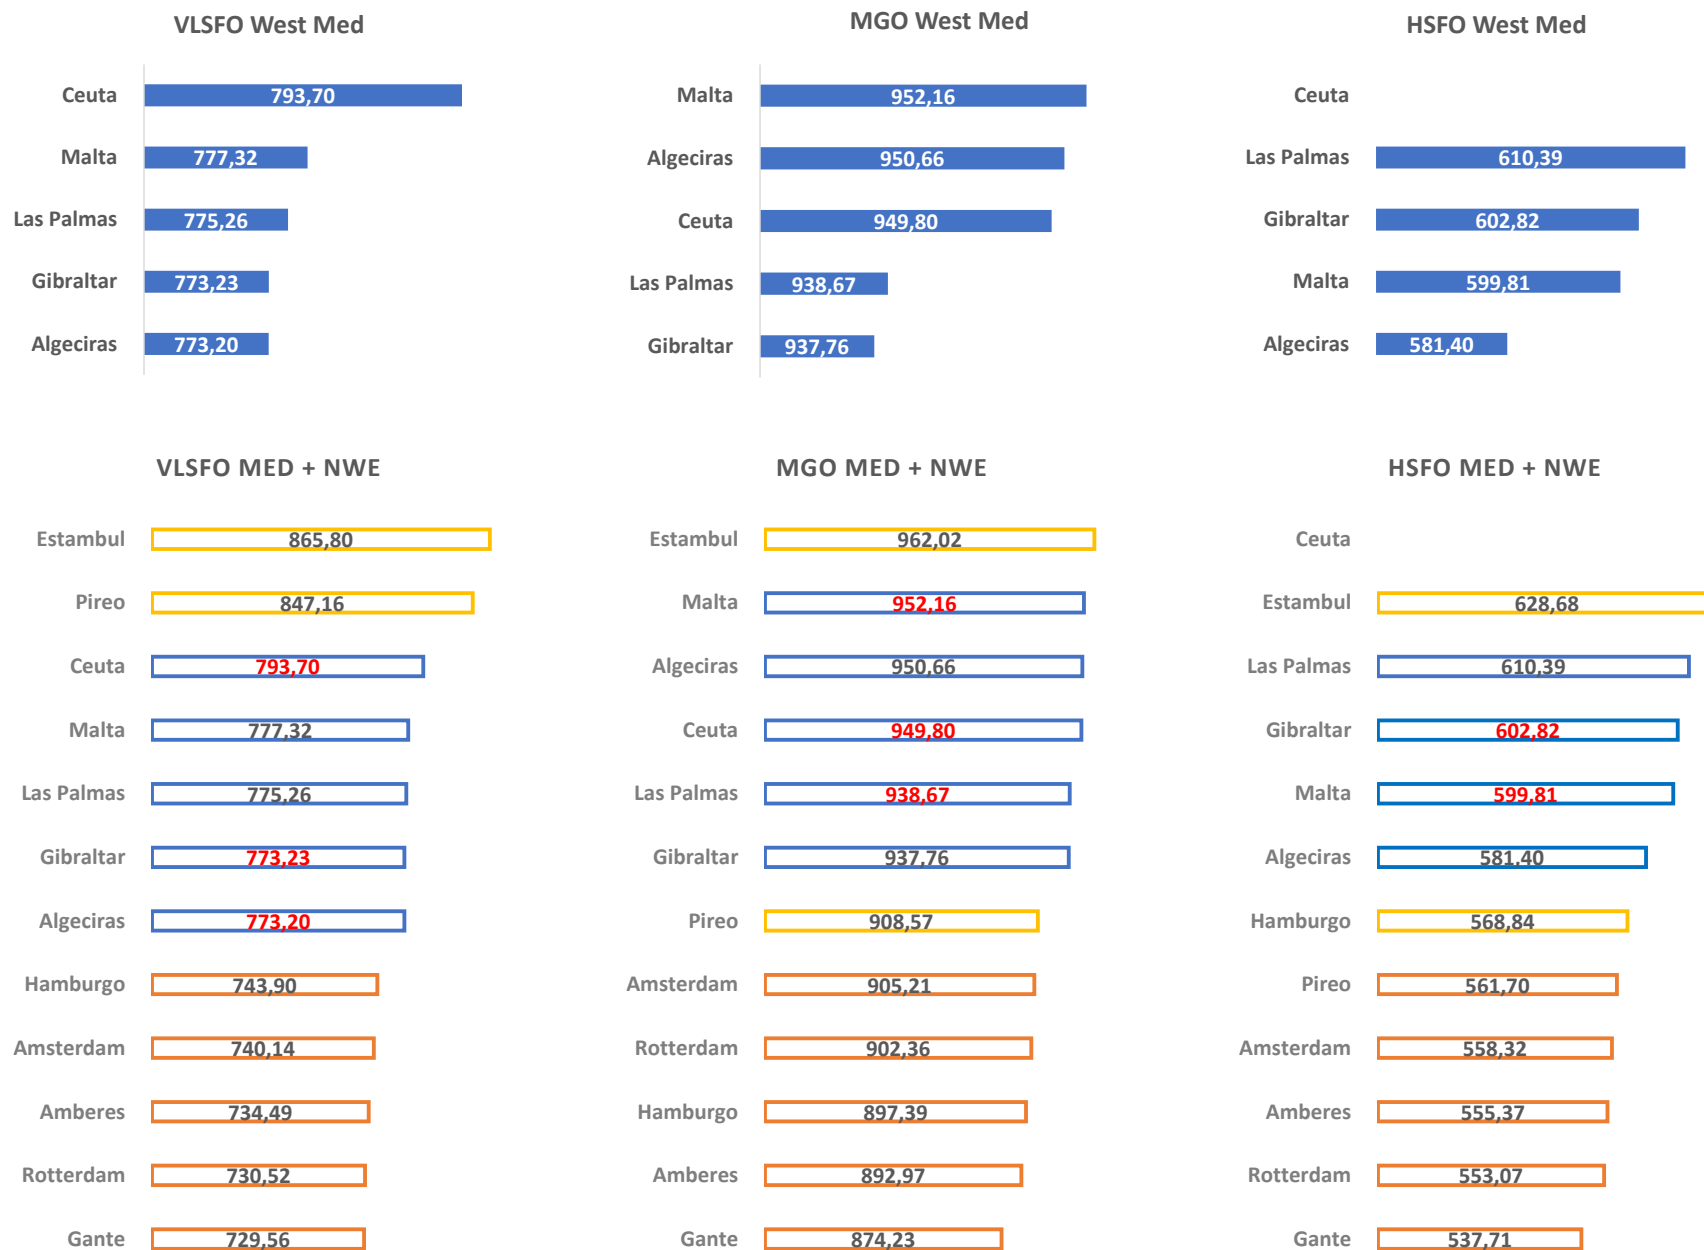 VLSFO West Med
Ceuta 793,70
Malta 777,32
Las Palmas 775,26
Gibraltar 773,23
Algeciras 773,20
MGO West Med
Malta 952,16
Algeciras 950,66
Ceuta 949,80
Las Palmas 938,67
Gibraltar 937,76
HSFO West Med
Ceuta
Las Palmas 610,39
Gibraltar 602,82
Malta 599,81
Algeciras 581,40
VLSFO MED + NWE
Estambul 865,80
Pireo 847,16
Ceuta 793,70
Malta 777,32
Las Palmas 775,26
Gibraltar 773,23
Algeciras 773,20
Hamburgo 743,90
Amsterdam 740,14
Amberes 734,49
Rotterdam 730,52
Gante 729,56
MGO MED + NWE
Estambul 962,02
Malta 952,16
Algeciras 950,66
Ceuta 949,80
Las Palmas 938,67
Gibraltar 937,76
Pireo 908,57
Amsterdam 905,21
Rotterdam 902,36
Hamburgo 897,39
Amberes 892,97
Gante 874,23
HSFO MED + NWE
Ceuta
Estambul 628,68
Las Palmas 610,39
Gibraltar 602,82
Malta 599,81
Algeciras 581,40
Hamburgo 568,84
Pireo 561,70
Amsterdam 558,32
Amberes 555,37
Rotterdam 553,07
Gante 537,71